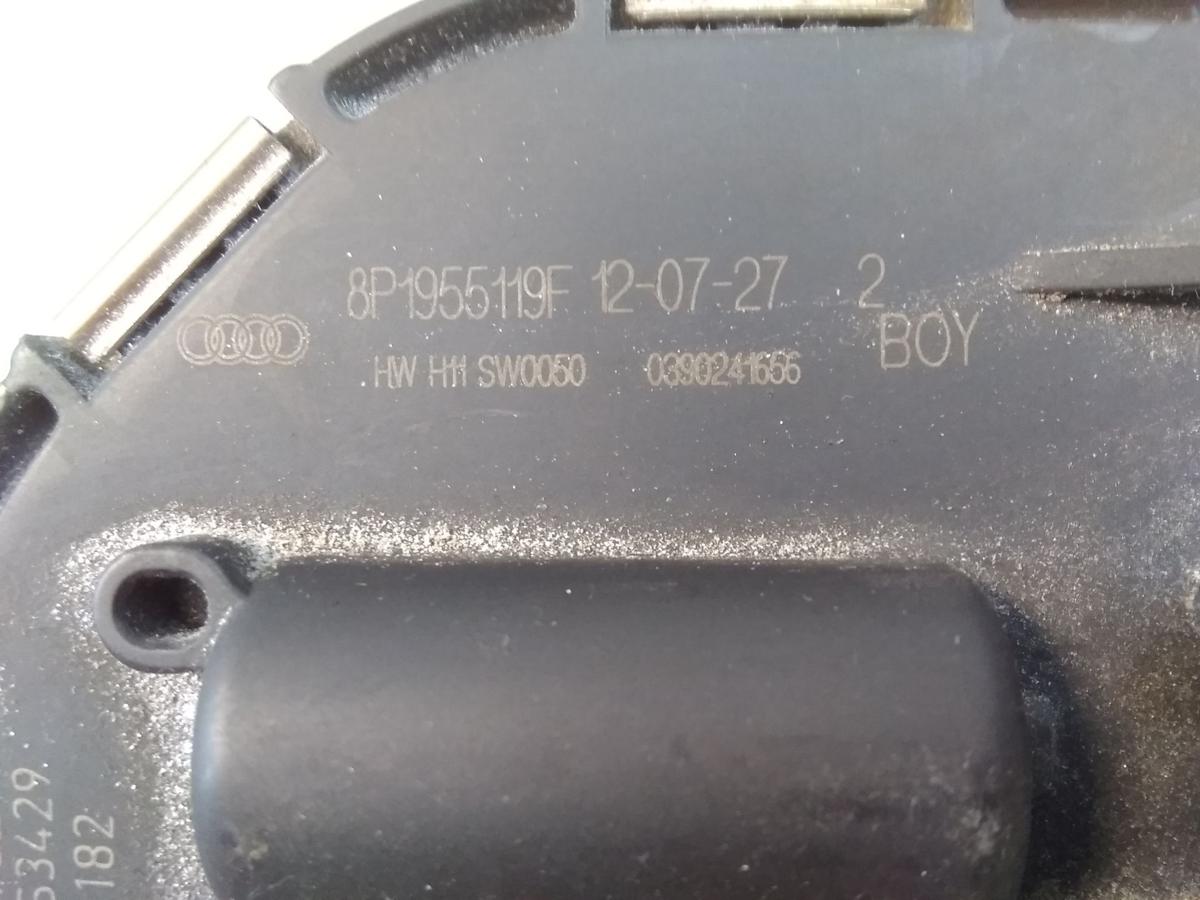 8P1955119F 12-07-27 2
BOY
HW H11 SW0050 0390241656
53429
182